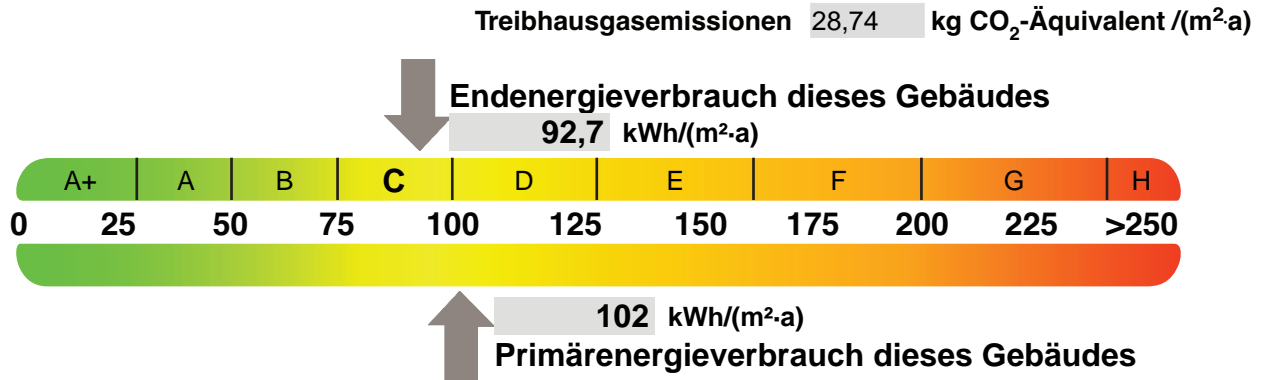 Treibhausgasemissionen 28,74 kg CO₂-Äquivalent /(m²·a)
Endenergieverbrauch dieses Gebäudes
92,7 kWh/(m²·a)
A+ A B C D E F G H
0 25 50 75 100 125 150 175 200 225 >250
102 kWh/(m²·a)
Primärenergieverbrauch dieses Gebäudes